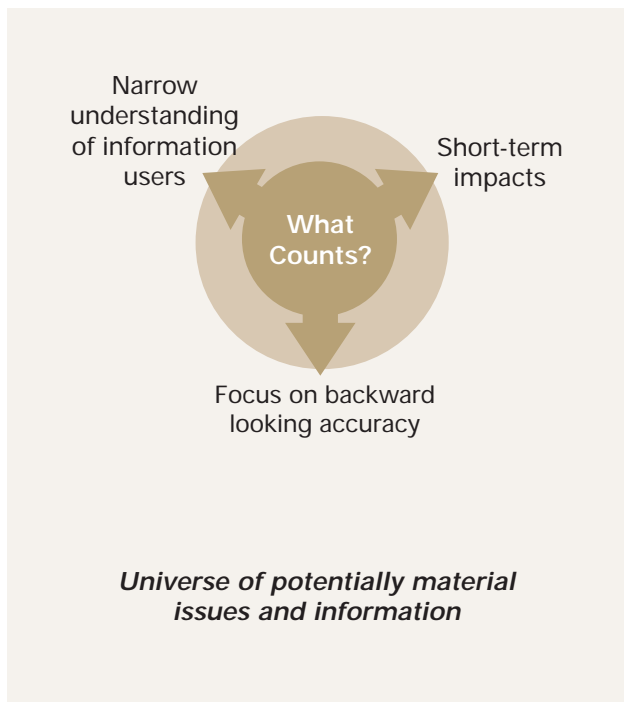 Narrow
understanding
of information
users
Short-term
impacts
What
Counts?
Focus on backward
looking accuracy
Universe of potentially material
issues and information